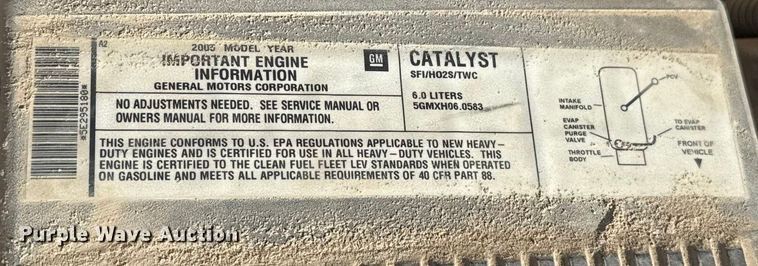 A2
*5E295180*
2005 MODEL YEAR
IMPORTANT ENGINE
INFORMATION
GENERAL MOTORS CORPORATION
GM
CATALYST
SFI/HO2S/TWC
6.0 LITERS
5GMXH06.0583
NO ADJUSTMENTS NEEDED. SEE SERVICE MANUAL OR
OWNERS MANUAL FOR MORE INFORMATION.
THIS ENGINE CONFORMS TO U.S. EPA REGULATIONS APPLICABLE TO NEW HEAVY-
DUTY ENGINES AND IS CERTIFIED FOR USE IN ALL HEAVY-DUTY VEHICLES. THIS
ENGINE IS CERTIFIED TO THE CLEAN FUEL FLEET LEV STANDARDS WHEN OPERATED
ON GASOLINE AND MEETS ALL APPLICABLE REQUIREMENTS OF 40 CFR PART 88.
PCV
INTAKE
MANIFOLD
EVAP
CANISTER
PURGE
VALVE
THROTTLE
BODY
TO EVAP
CANISTER
FRONT OF
VEHICLE
Purple Wave Auction